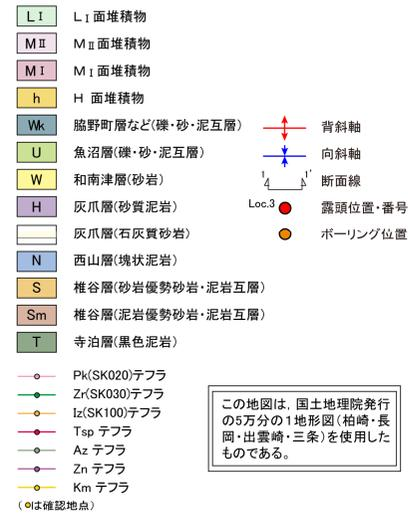 LⅠ LⅠ面堆積物
MⅡ MⅡ面堆積物
MⅠ MⅠ面堆積物
h H 面堆積物
Wk 脇野町層など(礫・砂・泥互層)
U 魚沼層(礫・砂・泥互層)
W 和南津層(砂岩)
H 灰爪層(砂質泥岩)
灰爪層(石灰質砂岩)
N 西山層(塊状泥岩)
S 椎谷層(砂岩優勢砂岩・泥岩互層)
Sm 椎谷層(泥岩優勢砂岩・泥岩互層)
T 寺泊層(黒色泥岩)
背斜軸
向斜軸
1 1' 断面線
Loc.3 露頭位置・番号
ボーリング位置
Pk(SK020)テフラ
Zr(SK030)テフラ
Iz(SK100)テフラ
Tsp テフラ
Az テフラ
Zn テフラ
Km テフラ
(は確認地点)
この地図は，国土地理院発行
の5万分の1地形図(柏崎・長
岡・出雲崎・三条)を使用した
ものである。